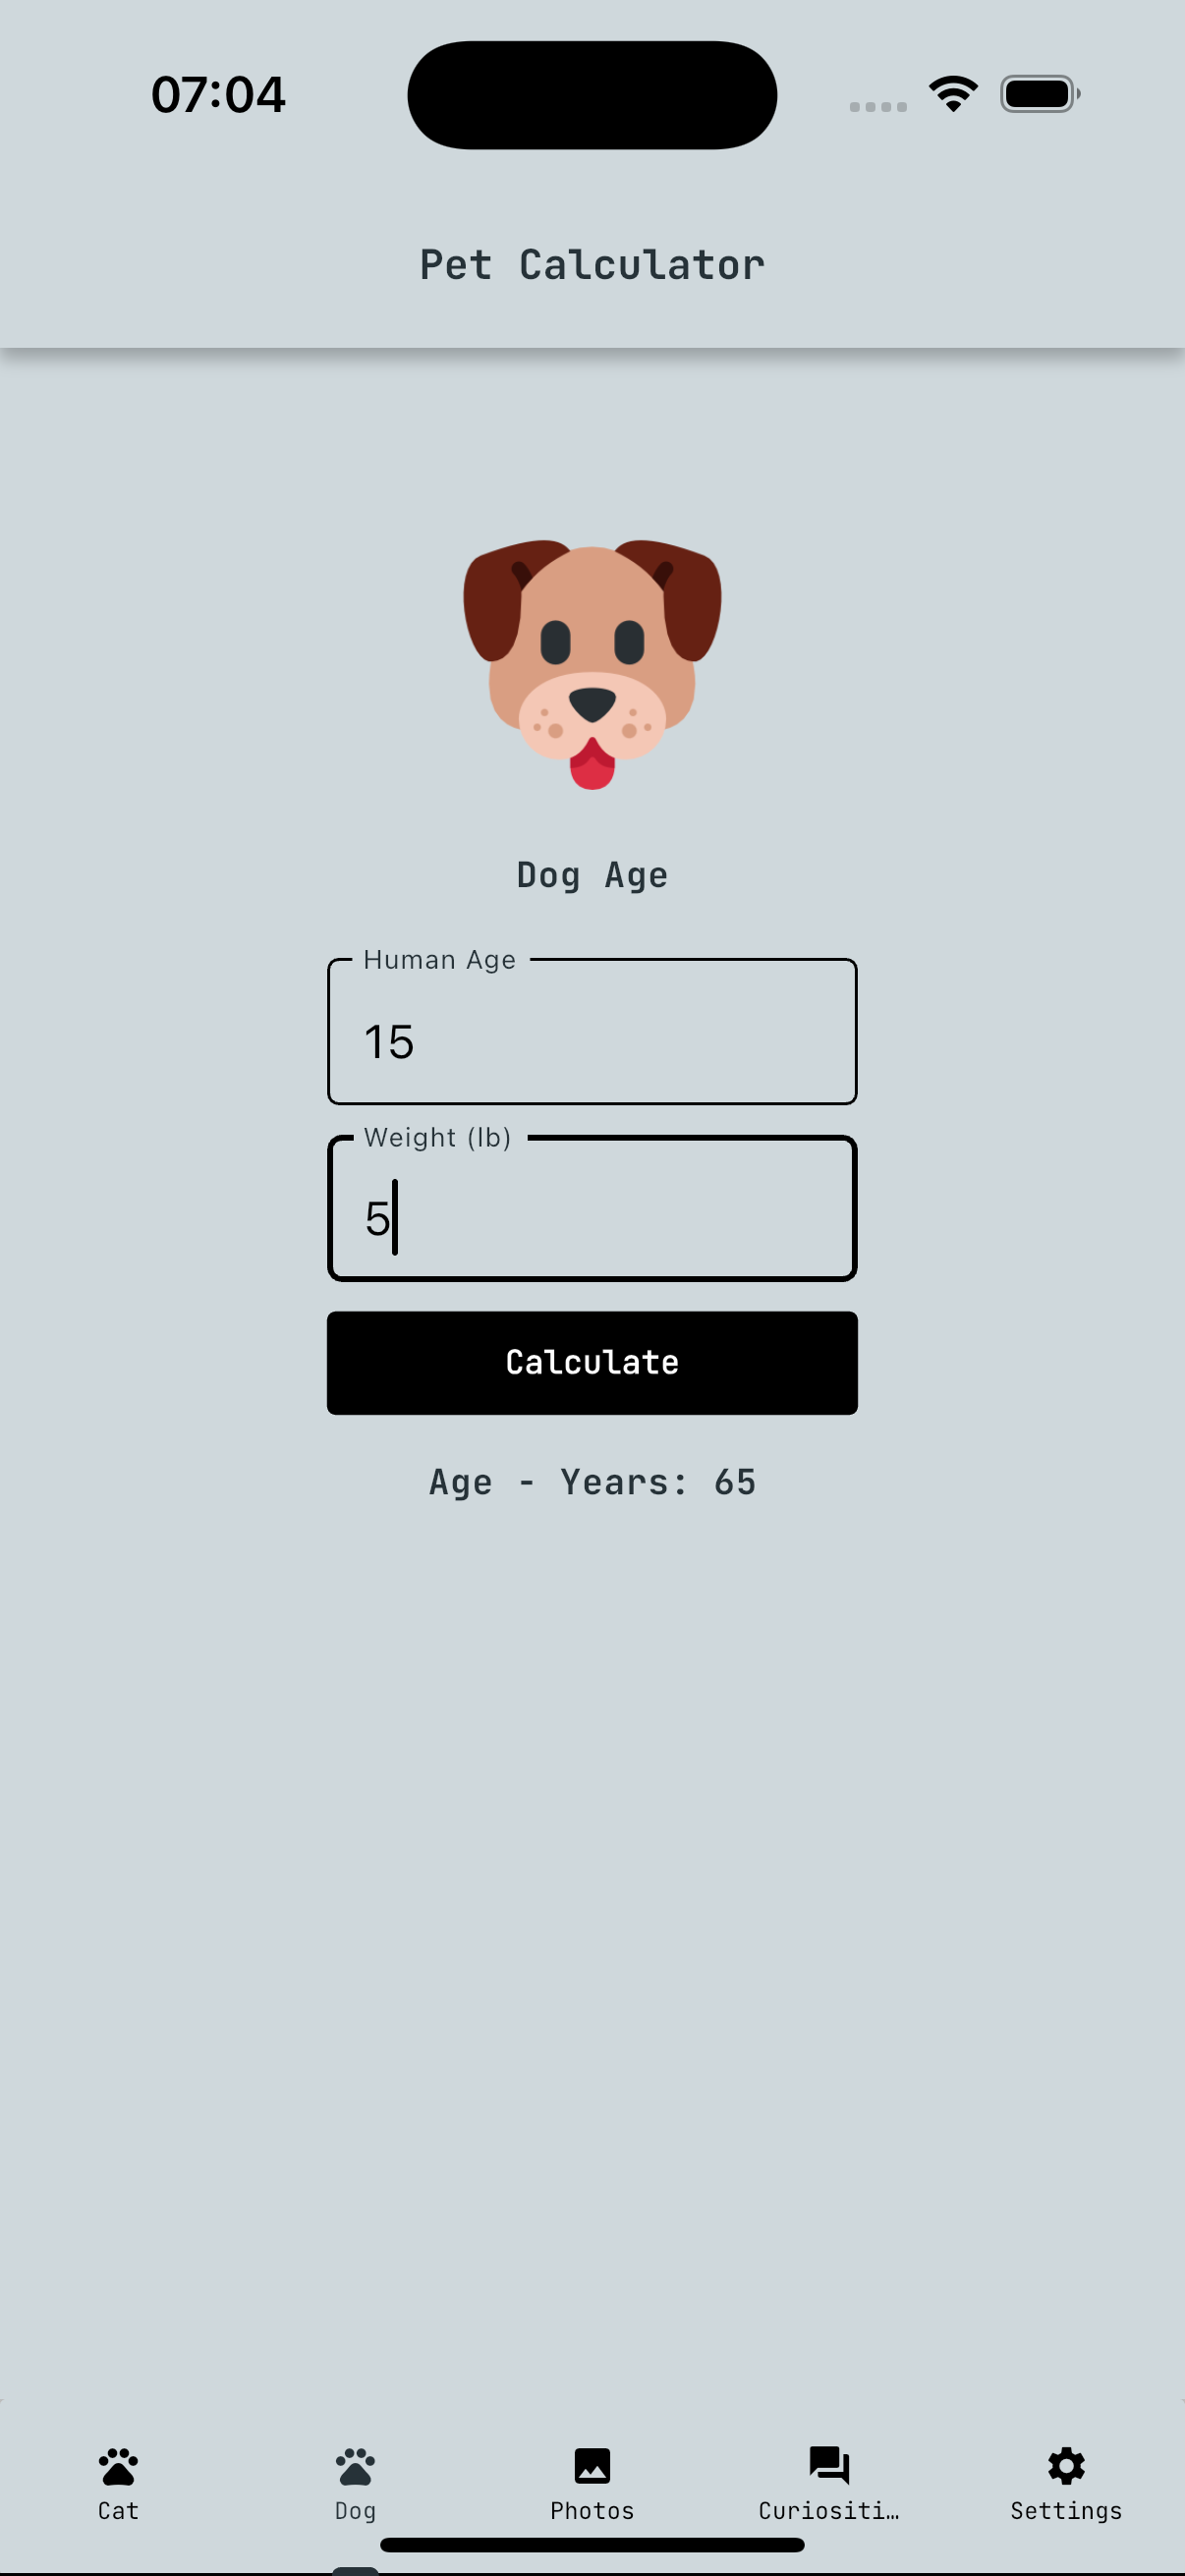 07:04
Pet Calculator
Dog Age
Human Age
15
Weight (lb)
5
Calculate
Age - Years: 65
Cat
Dog
Photos
Curiositi…
Settings